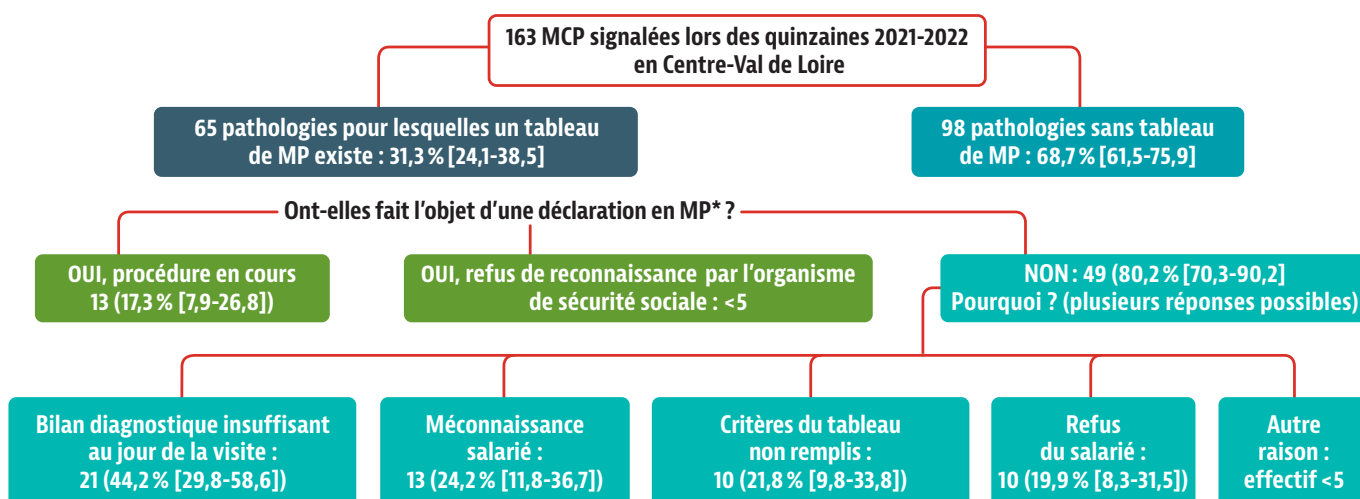 163 MCP signalées lors des quinzaines 2021-2022
en Centre-Val de Loire
65 pathologies pour lesquelles un tableau
de MP existe : 31,3 % [24,1-38,5]
98 pathologies sans tableau
de MP : 68,7 % [61,5-75,9]
Ont-elles fait l'objet d'une déclaration en MP* ?
OUI, procédure en cours
13 (17,3 % [7,9-26,8])
OUI, refus de reconnaissance par l'organisme
de sécurité sociale : <5
NON : 49 (80,2 % [70,3-90,2]
Pourquoi ? (plusieurs réponses possibles)
Bilan diagnostique insuffisant
au jour de la visite :
21 (44,2 % [29,8-58,6])
Méconnaissance
salarié :
13 (24,2 % [11,8-36,7])
Critères du tableau
non remplis :
10 (21,8 % [9,8-33,8])
Refus
du salarié :
10 (19,9 % [8,3-31,5])
Autre
raison :
effectif <5